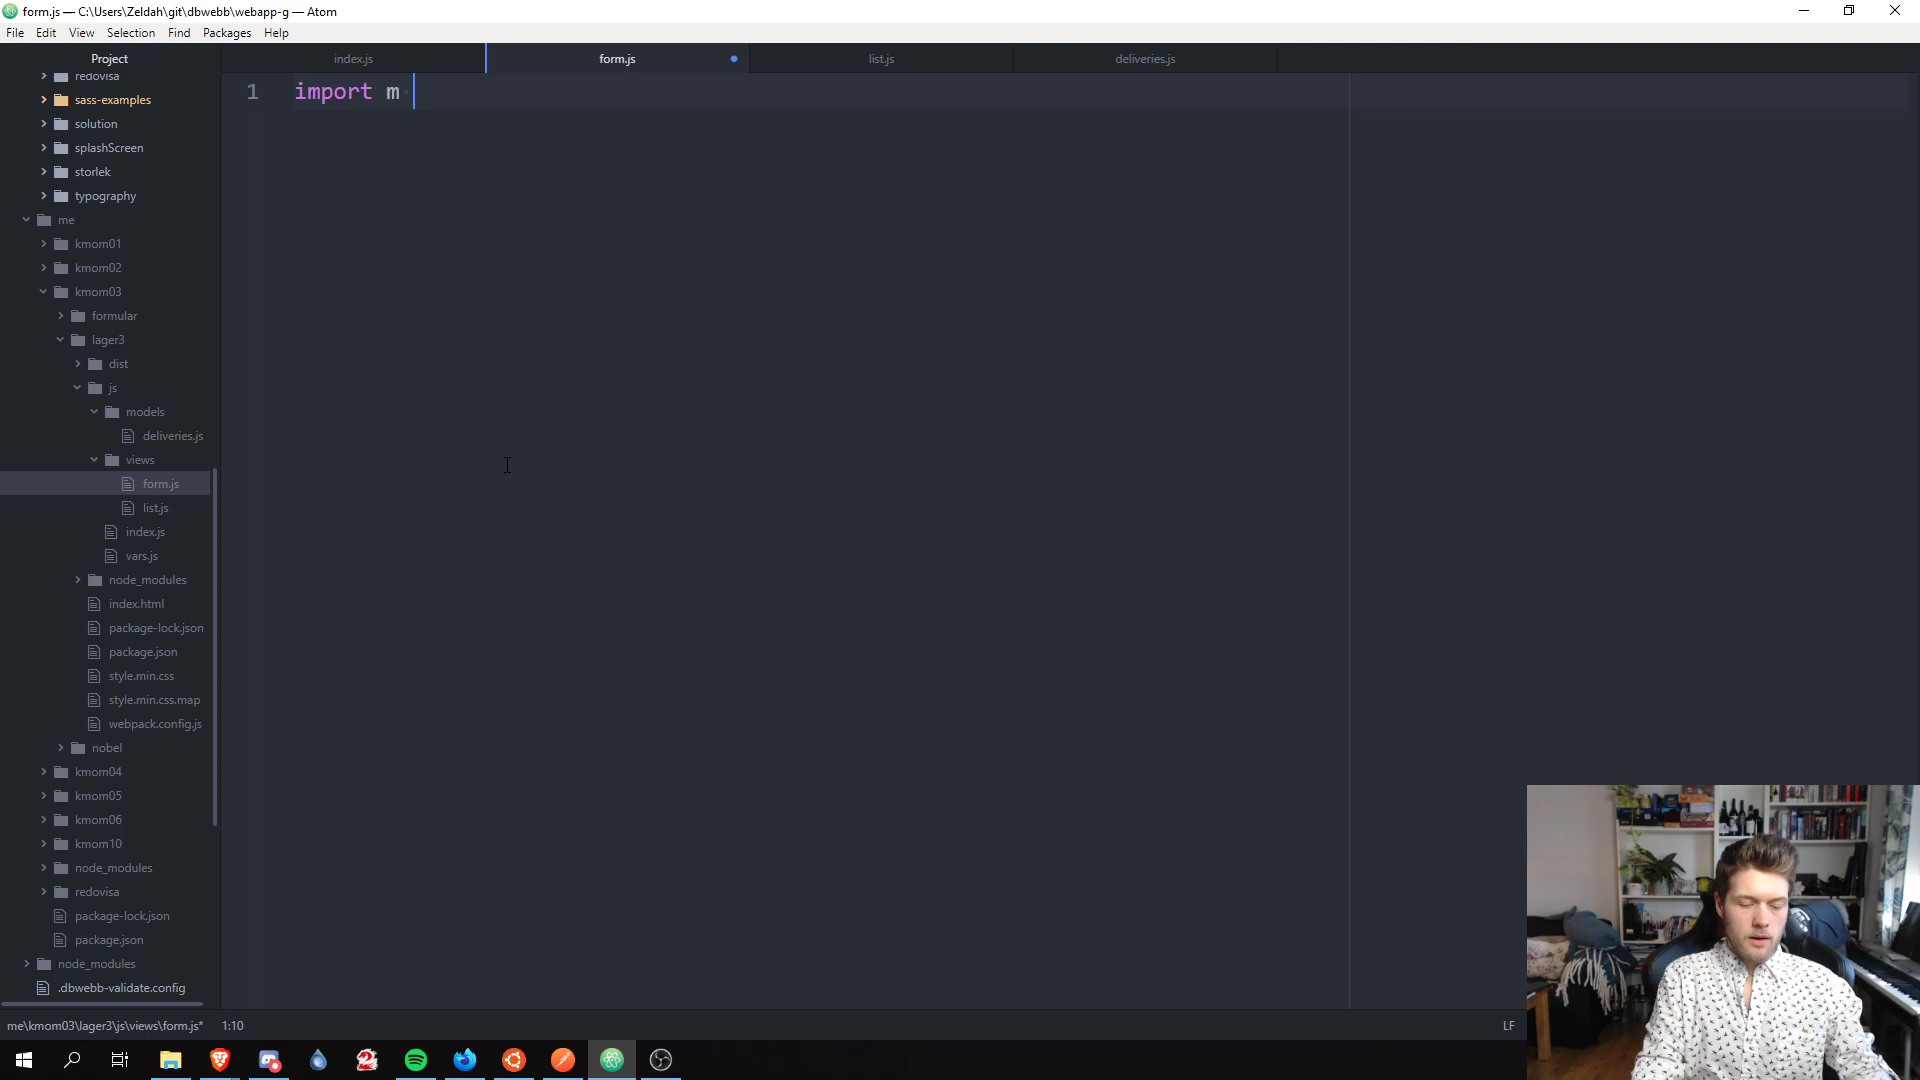 form.js — C:\Users\Zeldah\git\dbwebb\webapp-g — Atom
File Edit View Selection Find Packages Help
Project
index.js
form.js
list.js
deliveries.js
redovisa
sass-examples
solution
splashScreen
storlek
typography
me
kmom01
kmom02
kmom03
formular
lager3
dist
js
models
deliveries.js
views
form.js
list.js
index.js
vars.js
node_modules
index.html
package-lock.json
package.json
style.min.css
style.min.css.map
webpack.config.js
nobel
kmom04
kmom05
kmom06
kmom10
node_modules
redovisa
package-lock.json
package.json
node_modules
.dbwebb-validate.config
1 import m
me\kmom03\lager3\js\views\form.js* 1:10
LF